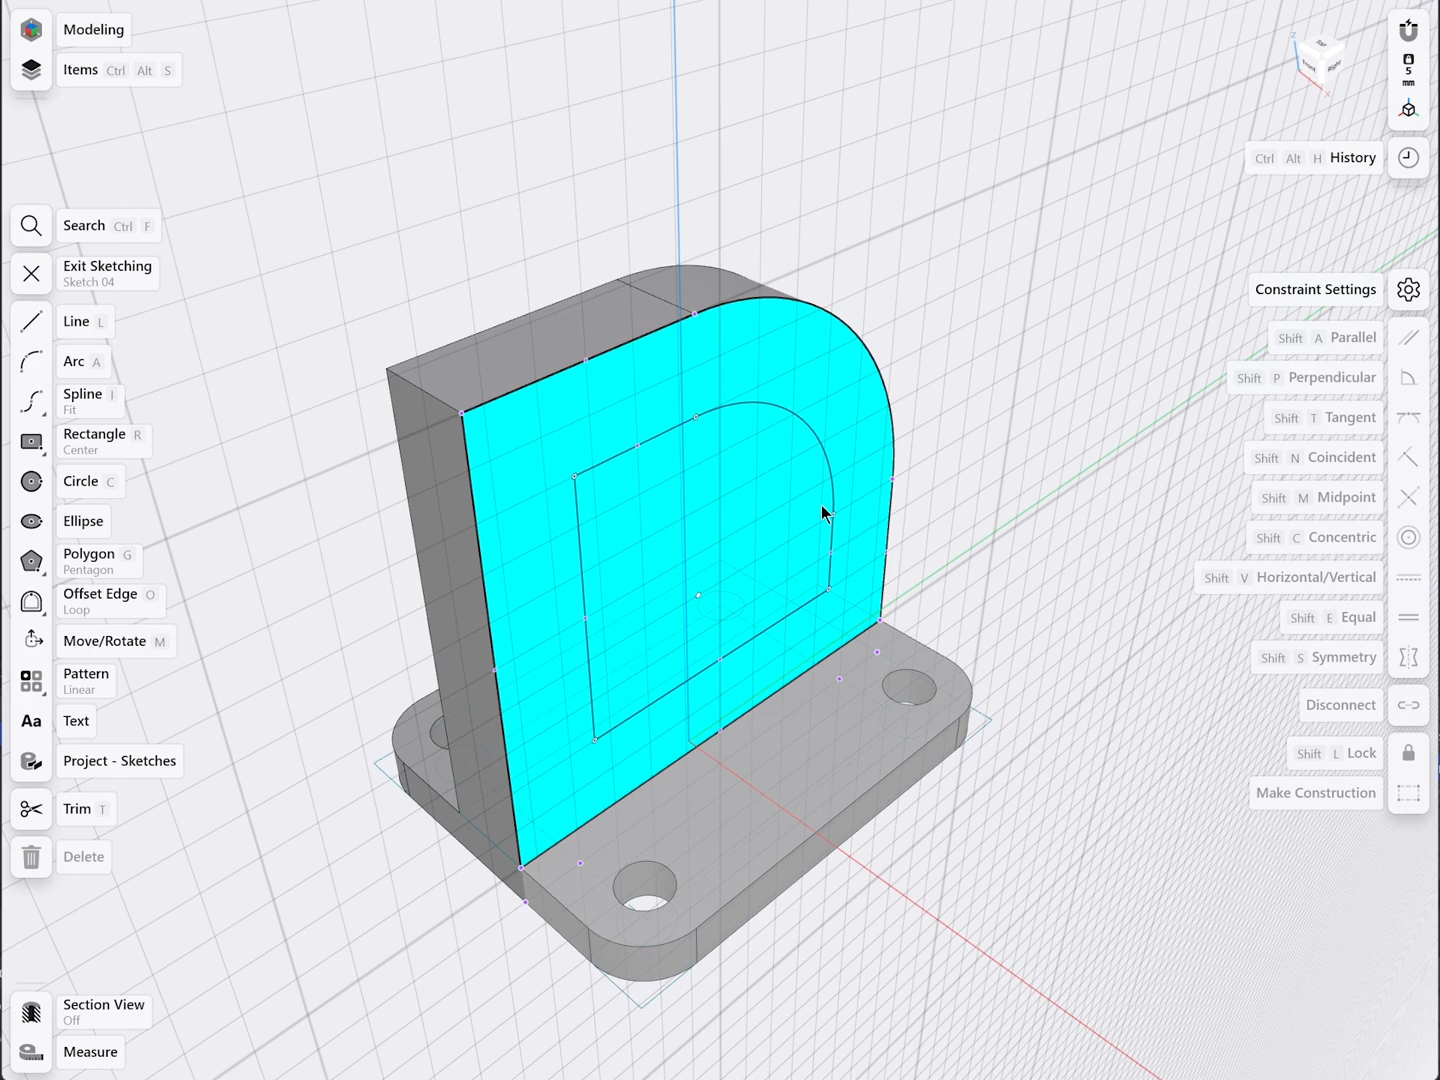 Modeling
Items Ctrl Alt S
Search Ctrl F
Exit Sketching
Sketch 04
Line L
Arc A
Spline I
Fit
Rectangle R
Center
Circle C
Ellipse
Polygon G
Pentagon
Offset Edge O
Loop
Move/Rotate M
Pattern
Linear
Aa Text
Project - Sketches
Trim T
Delete
Section View
Off
Measure
Z
TOP
Front
Right
X
5
mm
Ctrl Alt H History
Constraint Settings
Shift A Parallel
Shift P Perpendicular
Shift T Tangent
Shift N Coincident
Shift M Midpoint
Shift C Concentric
Shift V Horizontal/Vertical
Shift E Equal
Shift S Symmetry
Disconnect
Shift L Lock
Make Construction